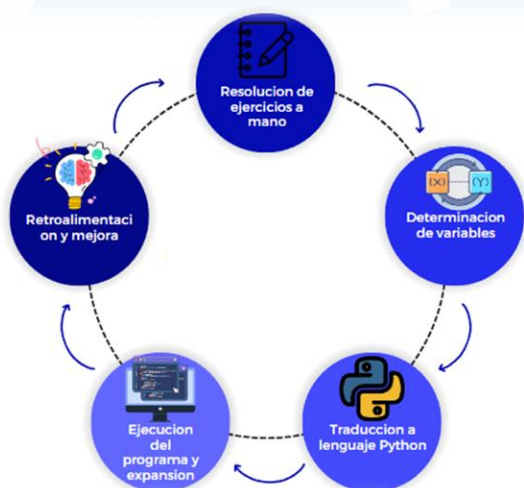 Resolucion de
ejercicios a
mano
(X)
(Y)
Determinacion
de variables
Traduccion a
lenguaje Python
Ejecucion
del
programa y
expansion
Retroalimentaci
on y mejora